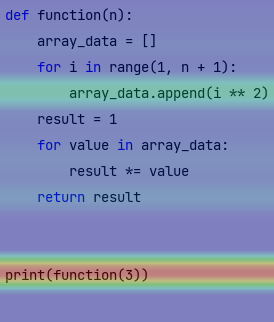 def function(n):
    array_data = []
    for i in range(1, n + 1):
        array_data.append(i ** 2)
    result = 1
    for value in array_data:
        result *= value
    return result
print(function(3))